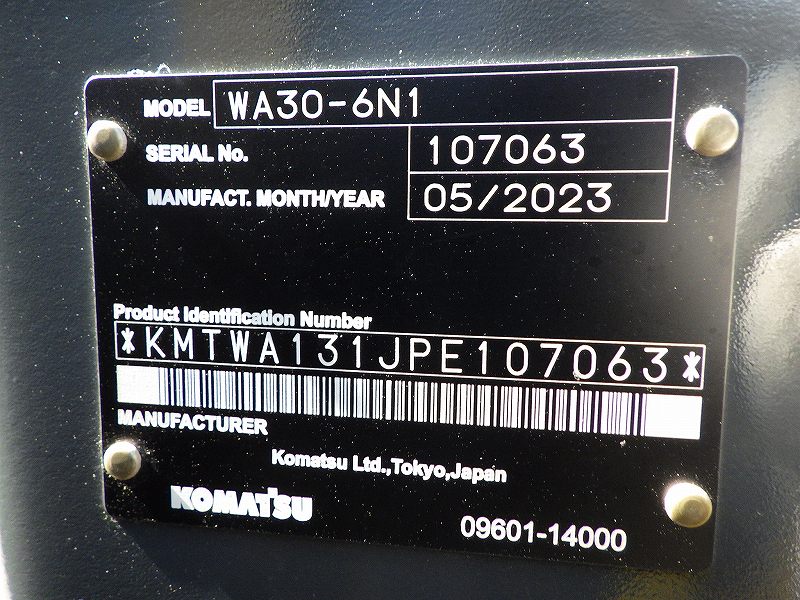 MODEL WA30-6N1
SERIAL No. 107063
MANUFACT. MONTH/YEAR 05/2023
Product Identification Number
*KMTWA131JPE107063*
MANUFACTURER
Komatsu Ltd.,Tokyo,Japan
KOMATSU
09601-14000